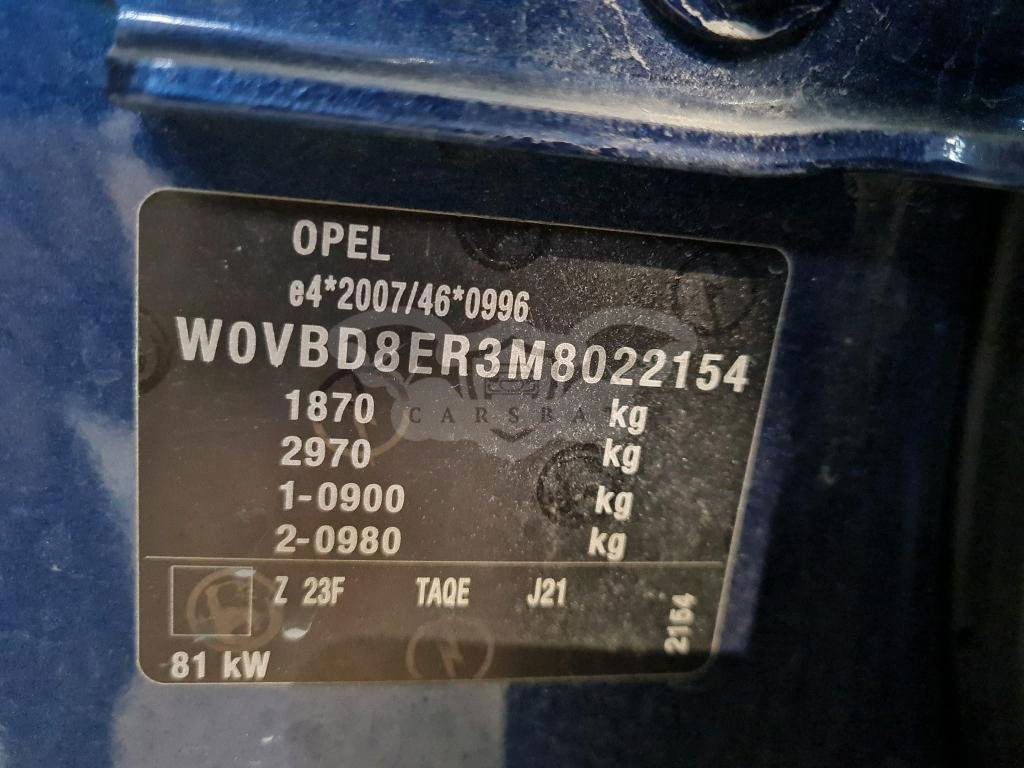 OPEL
e4*2007/46*0996
W0VBD8ER3M8022154
1870 kg
2970 kg
1-0900 kg
2-0980 kg
CARSBA
Z 23F TAQE J21
2154
81 kW